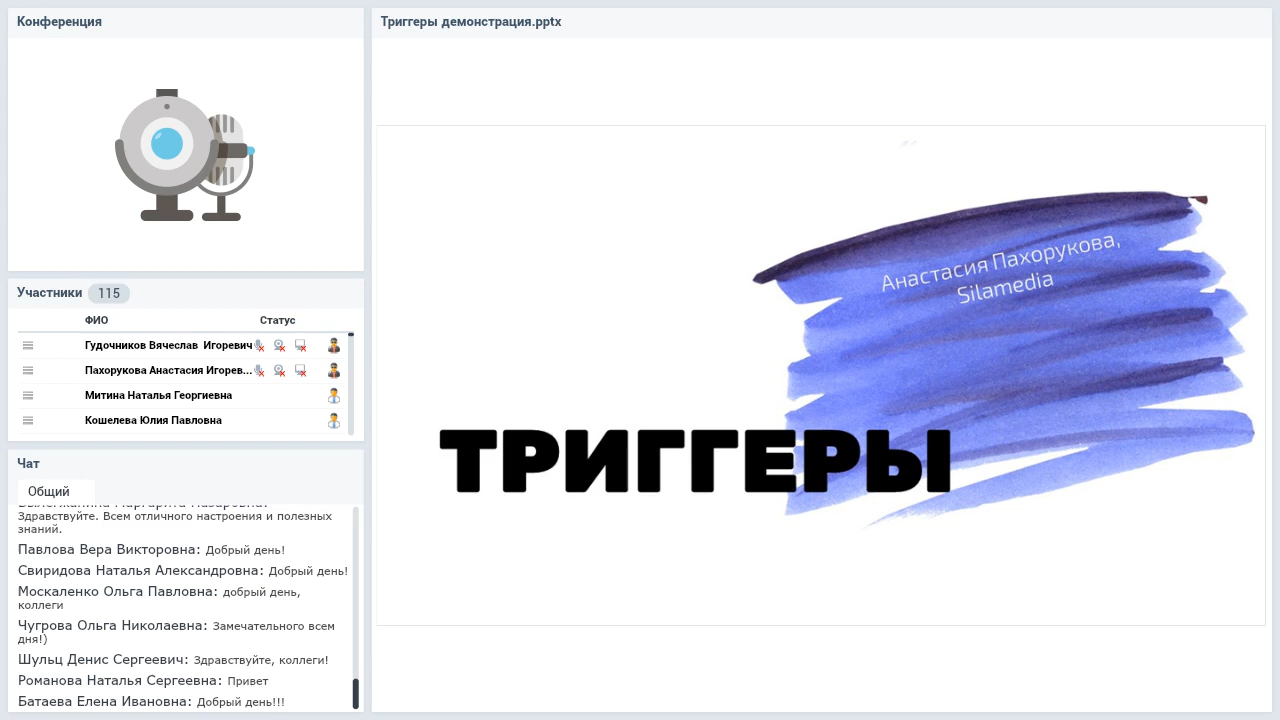 Конференция
Участники 115
ФИО Статус
Гудочников Вячеслав Игоревич
Пахорукова Анастасия Игорев...
Митина Наталья Георгиевна
Кошелева Юлия Павловна
Чат
Общий
Здравствуйте. Всем отличного настроения и полезных
знаний.
Павлова Вера Викторовна: Добрый день!
Свиридова Наталья Александровна: Добрый день!
Москаленко Ольга Павловна: добрый день,
коллеги
Чугрова Ольга Николаевна: Замечательного всем
дня!)
Шульц Денис Сергеевич: Здравствуйте, коллеги!
Романова Наталья Сергеевна: Привет
Батаева Елена Ивановна: Добрый день!!!
Триггеры демонстрация.pptx
Анастасия Пахорукова,
Silamedia
ТРИГГЕРЫ